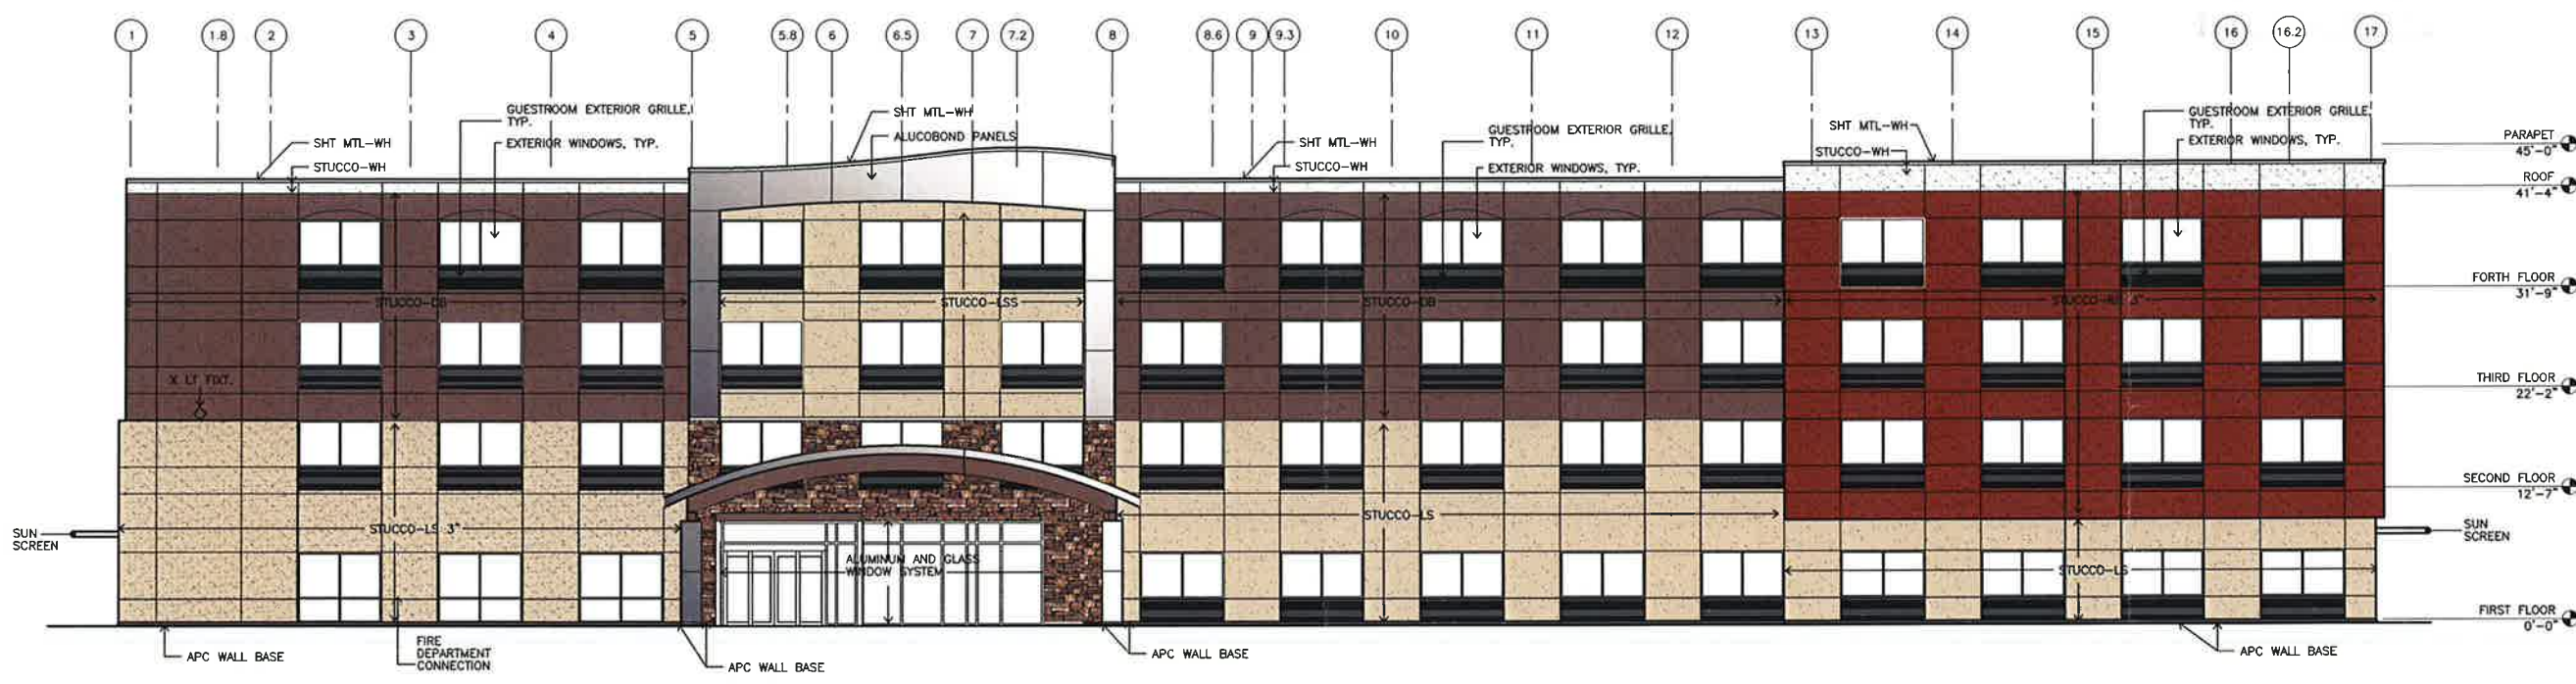 1
1.8
2
3
4
5
5.8
6
6.5
7
7.2
8
8.6
9
9.3
10
11
12
13
14
15
16
16.2
17
GUESTROOM EXTERIOR GRILLE,
TYP.
EXTERIOR WINDOWS, TYP.
SHT MTL-WH
STUCCO-WH
SHT MTL-WH
ALUCOBOND PANELS
SHT MTL-WH
STUCCO-WH
GUESTROOM EXTERIOR GRILLE,
TYP.
EXTERIOR WINDOWS, TYP.
SHT MTL-WH
STUCCO-WH
GUESTROOM EXTERIOR GRILLE,
TYP.
EXTERIOR WINDOWS, TYP.
PARAPET
45'-0"
ROOF
41'-4"
FORTH FLOOR
31'-9"
THIRD FLOOR
22'-2"
SECOND FLOOR
12'-7"
FIRST FLOOR
0'-0"
STUCCO-DB
STUCCO-LSS
STUCCO-DB
X LT FIXT.
STUCCO-LS 3"
STUCCO-LS
STUCCO-LS
ALUMINUM AND GLASS
WINDOW SYSTEM
SUN
SCREEN
SUN
SCREEN
APC WALL BASE
FIRE
DEPARTMENT
CONNECTION
APC WALL BASE
APC WALL BASE
APC WALL BASE